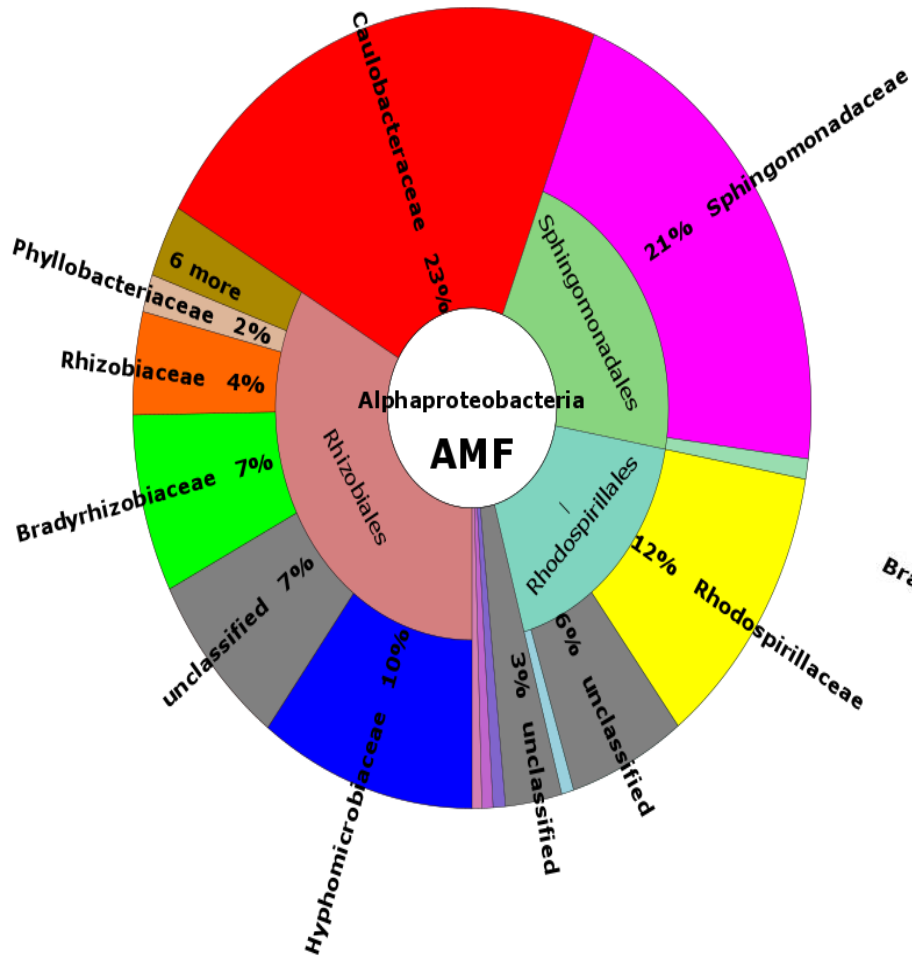 Caulobacteraceae 23%
21% Sphingomonadaceae
Sphingomonadales
6 more
Phyllobacteriaceae 2%
Rhizobiaceae 4%
Alphaproteobacteria
AMF
Bradyrhizobiaceae 7%
Rhizobiales
Rhodospirillales
12% Rhodospirillaceae
unclassified 7%
Hyphomicrobiaceae 10%
3% unclassified
6% unclassified